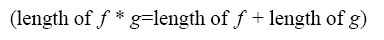 (length of f * g=length of f + length of g)